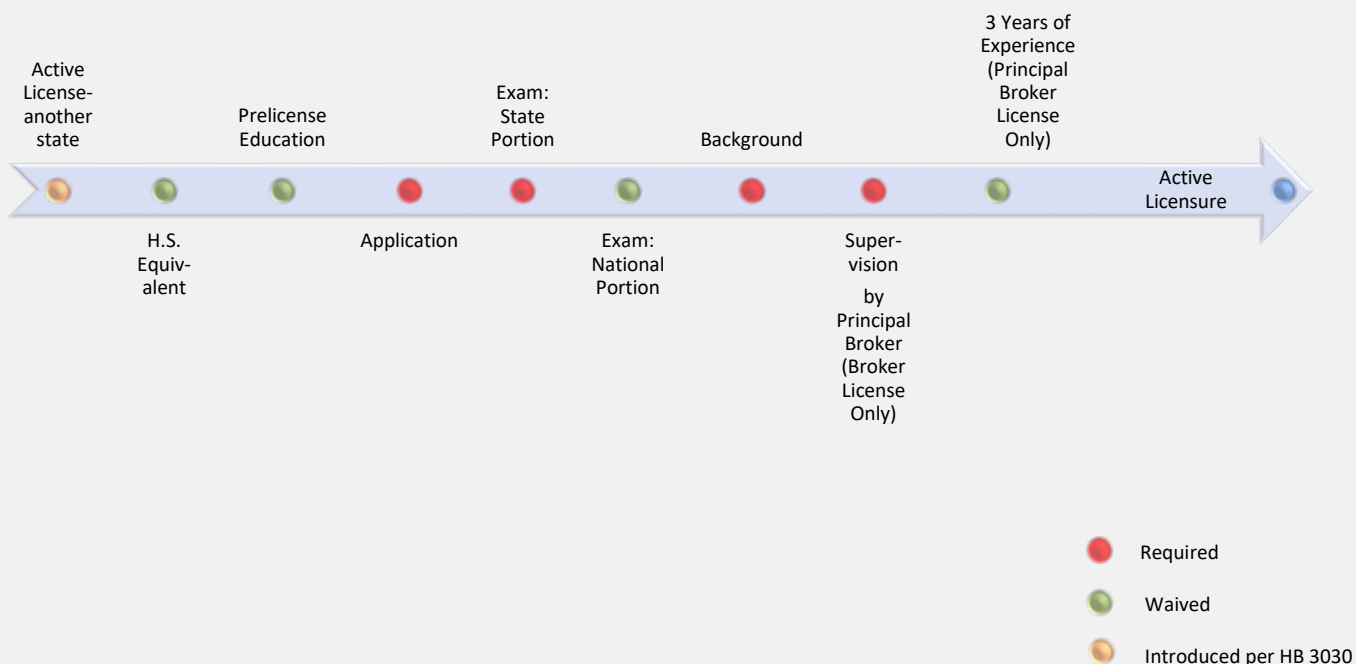 Active
License-
another
state
H.S.
Equiv-
alent
Prelicense
Education
Application
Exam:
State
Portion
Exam:
National
Portion
Background
Super-
vision
by
Principal
Broker
(Broker
License
Only)
3 Years of
Experience
(Principal
Broker
License
Only)
Active
Licensure
Required
Waived
Introduced per HB 3030